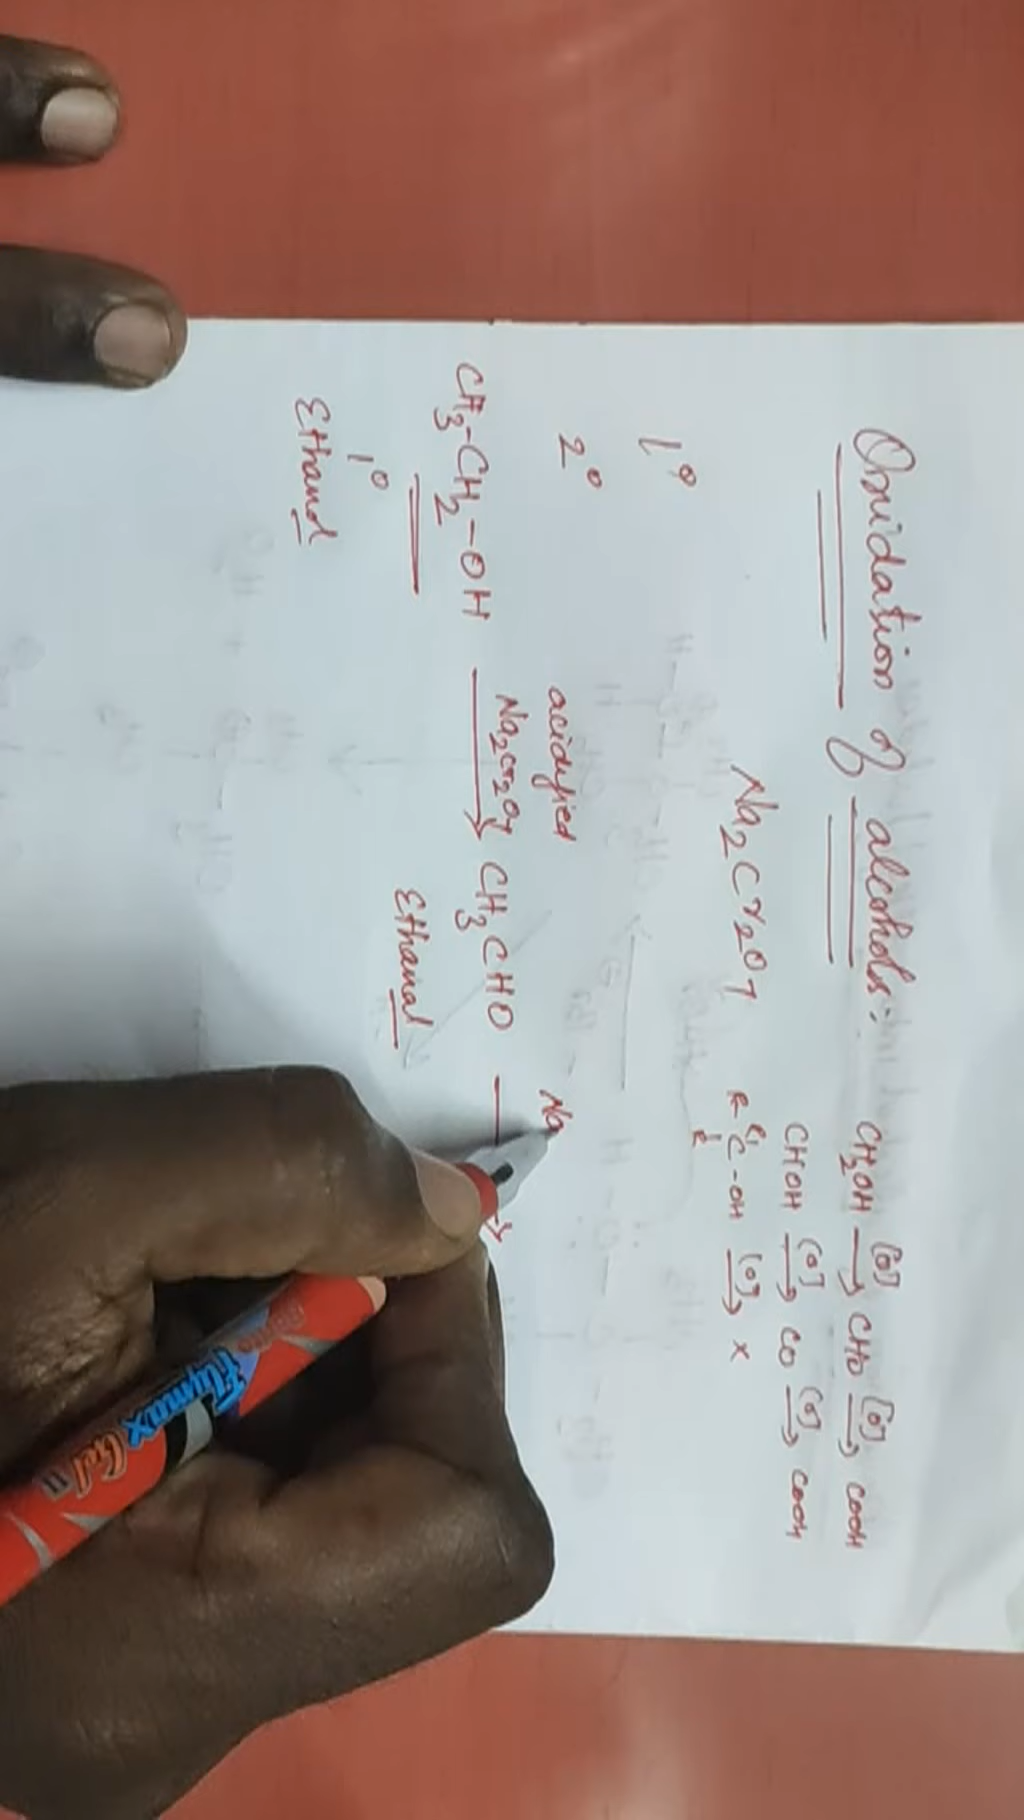 Oxidation of alcohols:
CH2OH [O]→ CHO [O]→ COOH
CHOH [O]→ CO [O]→ COOH
Na2Cr2O7
R-C-OH [O]→ x
R
1°
2°
acidified
Na2Cr2O7
Na
CH3-CH2-OH → CH3CHO →
1°
Ethanal
Ethanol
Flymax Gel II